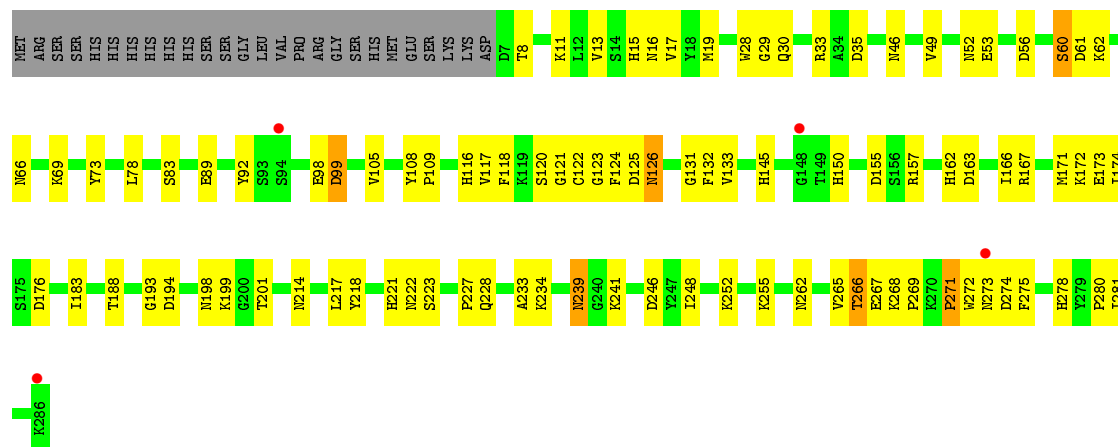 MET ARG SER SER HIS HIS HIS HIS HIS HIS SER SER GLY LEU VAL PRO ARG GLY SER HIS MET GLU SER LYS LYS ASP D7 T8 K11 L12 V13 S14 H15 N16 V17 Y18 M19 W28 G29 Q30 R33 A34 D35 N46 V49 N52 E53 D56 S60 D61 K62
N66 K69 Y73 L78 S83 E89 Y92 S93 S94 E98 D99 V105 Y108 P109 H116 V117 F118 K119 S120 G121 C122 G123 F124 D125 N126 G131 F132 V133 H145 G148 T149 H150 D155 S156 R157 H162 D163 I166 R167 M171 K172 E173 I174
S175 D176 I183 T188 G193 D194 N198 K199 G200 T201 N214 L217 Y218 H221 N222 S223 P227 Q228 A233 K234 N239 G240 K241 D246 Y247 I248 K252 K255 N262 V265 T266 E267 K268 P269 K270 P271 W272 N273 D274 F275 H278 Y279 P280
K286